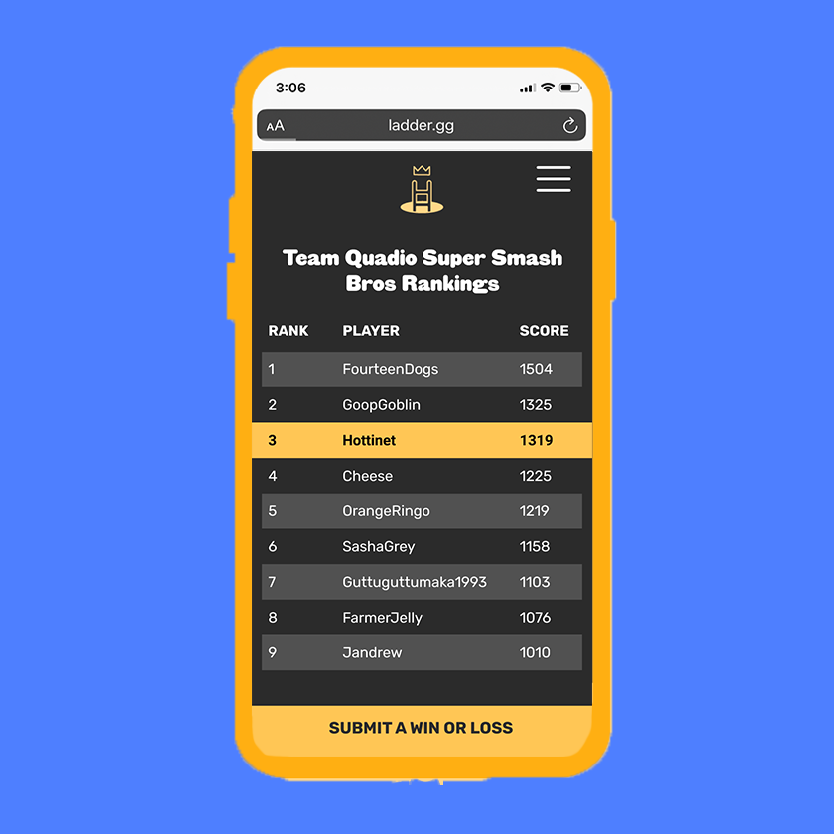 3:06
AA ladder.gg
Team Quadio Super Smash
Bros Rankings
RANK PLAYER SCORE
1 FourteenDogs 1504
2 GoopGoblin 1325
3 Hottinet 1319
4 Cheese 1225
5 OrangeRingo 1219
6 SashaGrey 1158
7 Guttuguttumaka1993 1103
8 FarmerJelly 1076
9 Jandrew 1010
SUBMIT A WIN OR LOSS